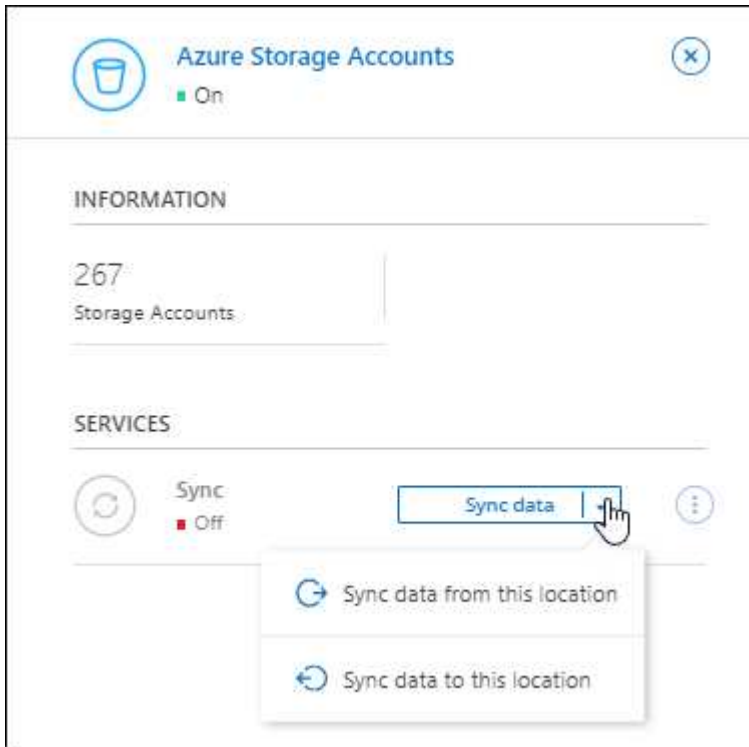 Azure Storage Accounts
On
INFORMATION
267
Storage Accounts
SERVICES
Sync
Off
Sync data
Sync data from this location
Sync data to this location